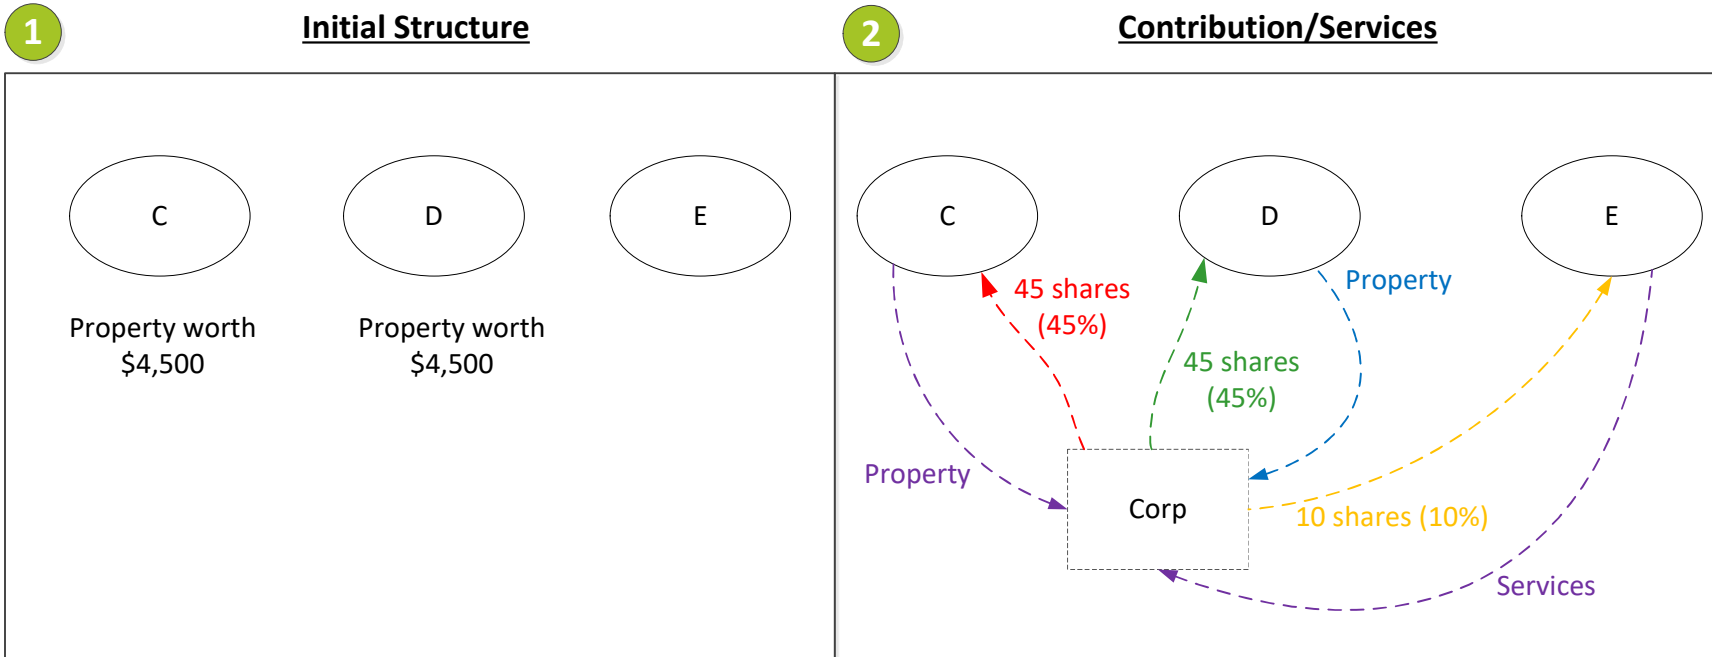 1
Initial Structure
2
Contribution/Services
C
D
E
Property worth
$4,500
Property worth
$4,500
C
D
E
45 shares
(45%)
Property
45 shares
(45%)
Property
Corp
10 shares (10%)
Services